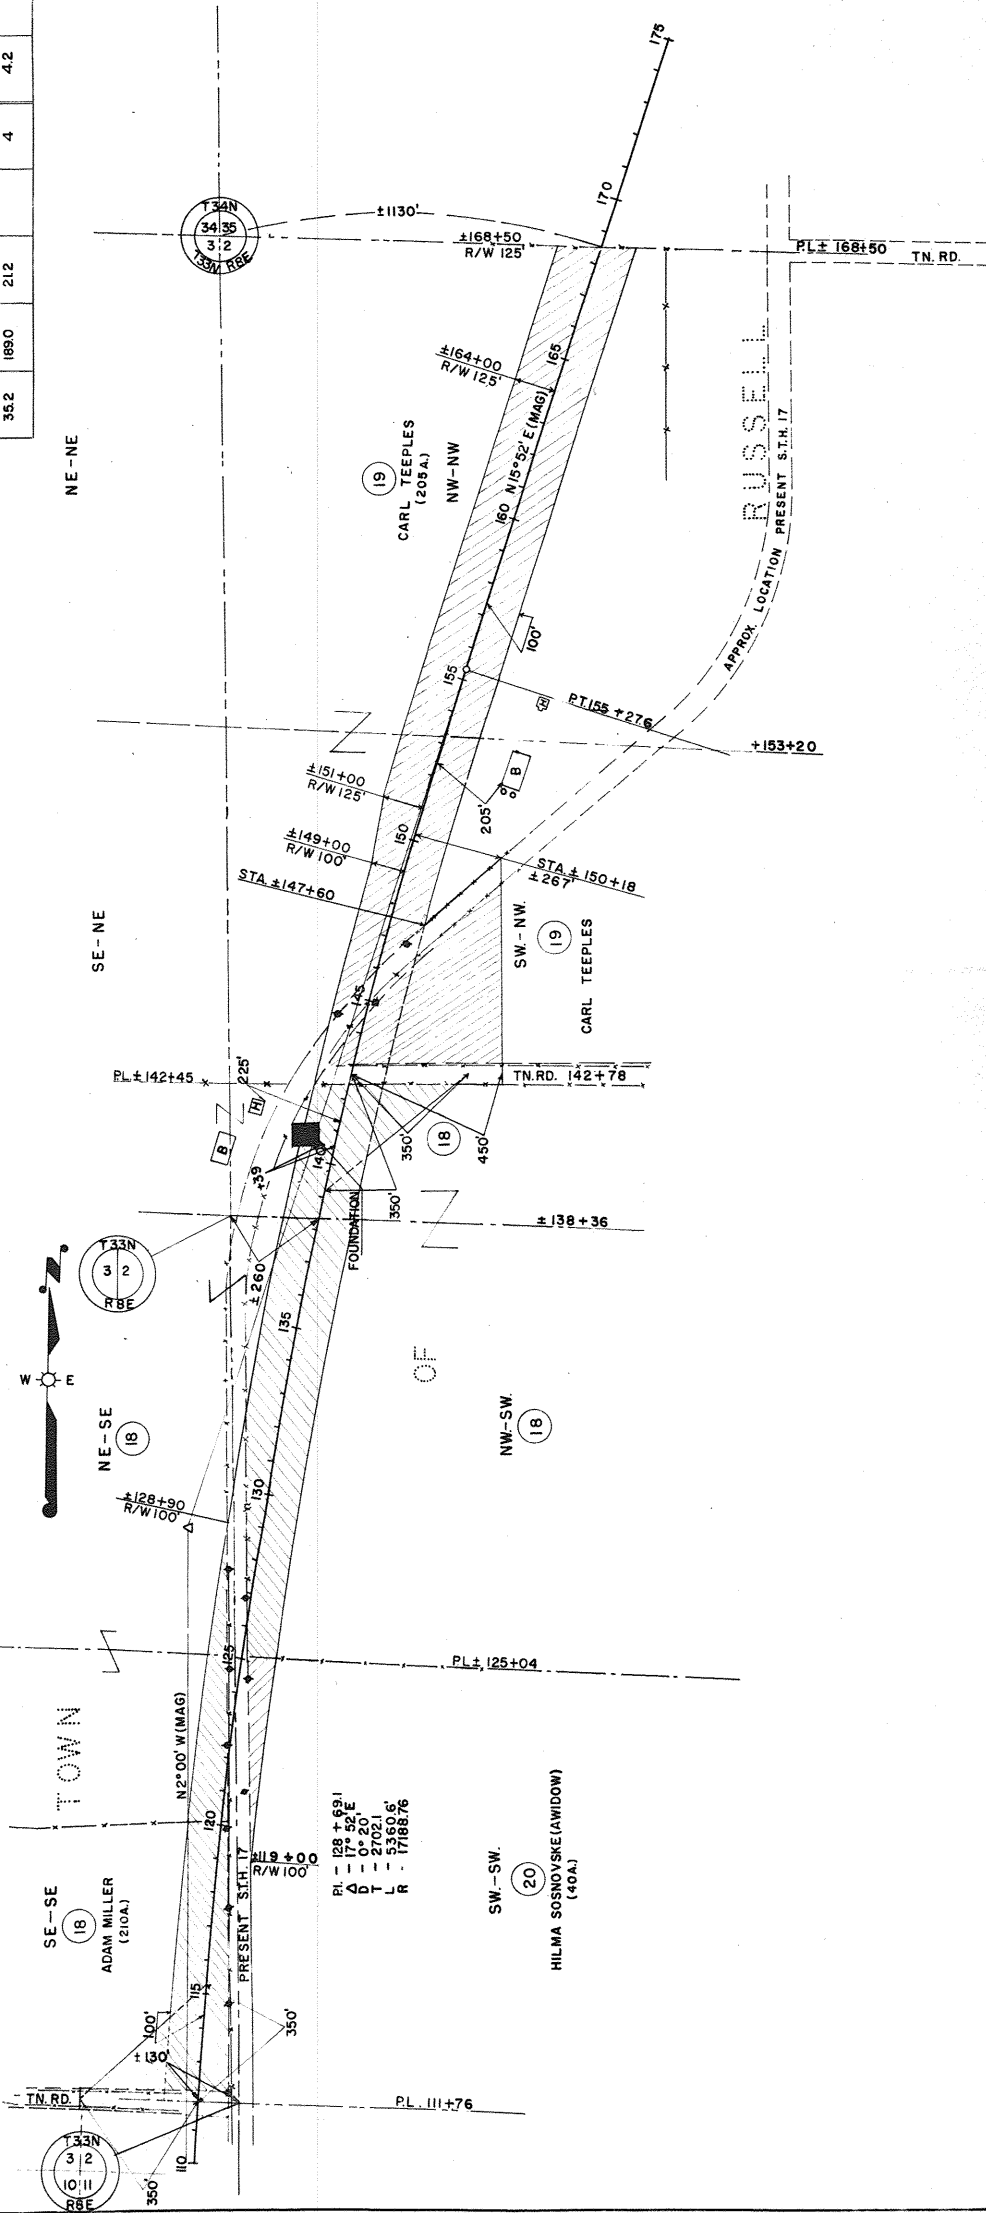 4.2
4
21.2
189.0
35.2
175
170
T34N
34 35
3 2
T33N R8E
±1130'
±168+50
R/W 125'
P.L. ± 168+50
TN. RD.
RUSSELL
165
±164+00
R/W 125'
NE-NE
19
CARL TEEPLES
(205 A.)
NW-NW
N15°52' E (MAG)
160
APPROX. LOCATION PRESENT S.T.H. 17
100'
155
H
P.T. 155 + 27.6
+153+20
±151+00
R/W 125'
B
205'
±149+00
R/W 100'
150
STA. ± 150+18
±267'
STA. ±147+60
SE-NE
SW.-NW.
19
CARL TEEPLES
145
P.L. ± 142+45
225'
TN. RD. 142+78
H
B
350'
18
450'
+39
140
350'
FOUNDATION
± 138+36
T33N
3 2
R8E
±260'
135
OF
W E
NE-SE
18
NW.-SW.
18
130
±128+90
R/W 100'
125
P.L. ± 125+04
TOWN
N2°00' W (MAG)
120
P.I. - 128 + 69.1
Δ - 17° 52' E
D - 0° 20'
T - 2702.1
L - 5360.6'
R - 17188.76
±119+00
R/W 100'
SE-SE
18
ADAM MILLER
(210A.)
SW.-SW.
20
HILMA SOSNOVSKE (A WIDOW)
(40A.)
PRESENT S.T.H. 17
115
100'
350'
±130'
TN. RD.
P.L. 111+76
T33N
3 2
10 11
R8E
110
350'